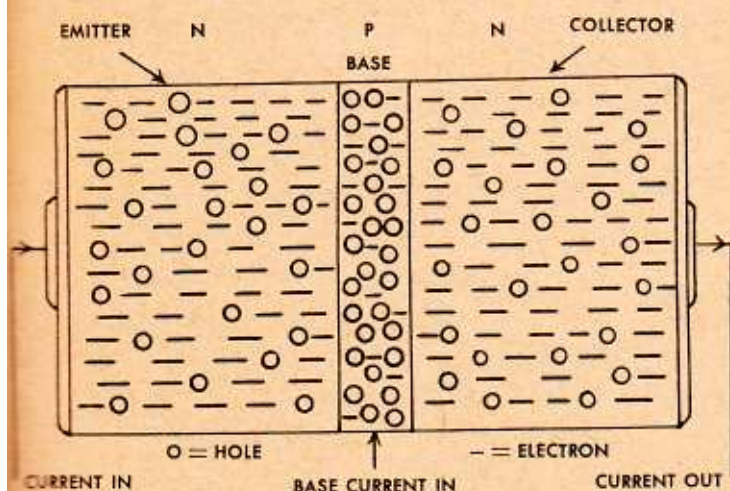 EMITTER N P N COLLECTOR
BASE
O = HOLE – = ELECTRON
CURRENT IN BASE CURRENT IN CURRENT OUT